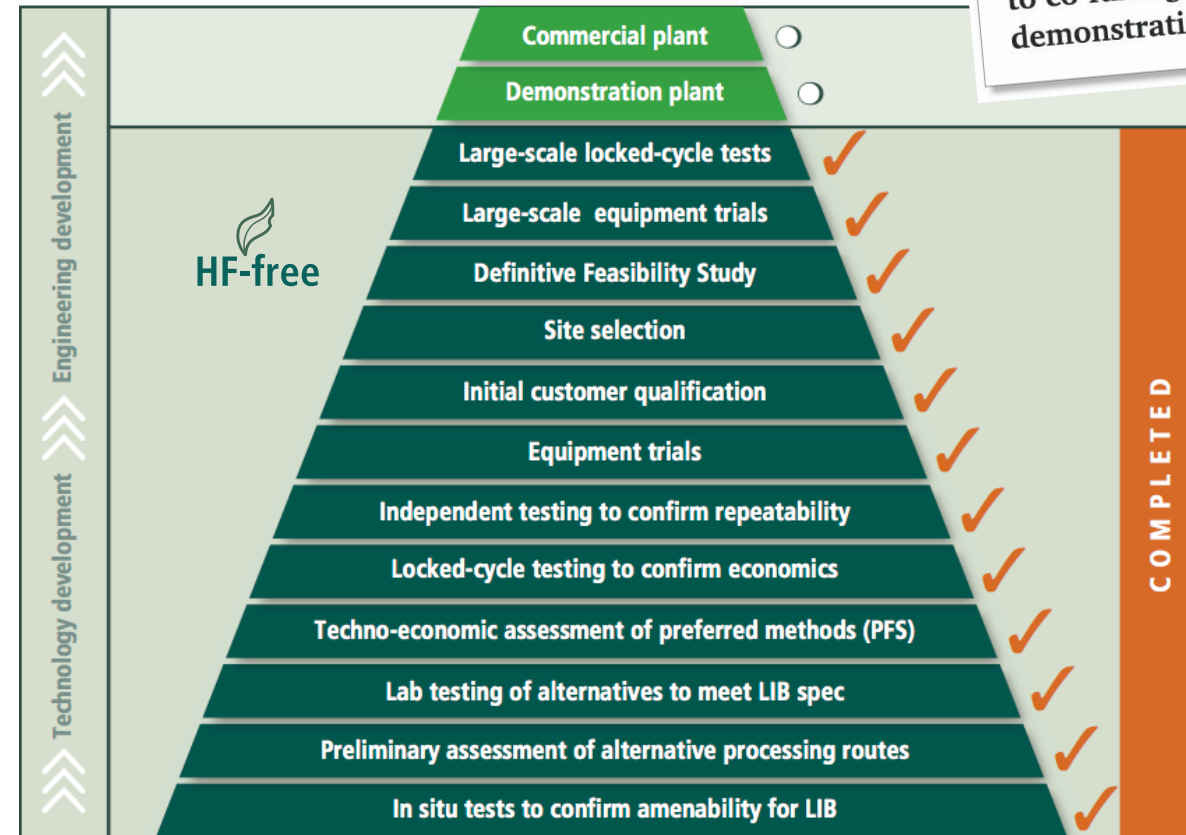 to co-
demonstrati
Commercial plant
Demonstration plant
Large-scale locked-cycle tests
Large-scale equipment trials
Definitive Feasibility Study
Site selection
Initial customer qualification
Equipment trials
Independent testing to confirm repeatability
Locked-cycle testing to confirm economics
Techno-economic assessment of preferred methods (PFS)
Lab testing of alternatives to meet LIB spec
Preliminary assessment of alternative processing routes
In situ tests to confirm amenability for LIB
HF-free
Engineering development
Technology development
COMPLETED